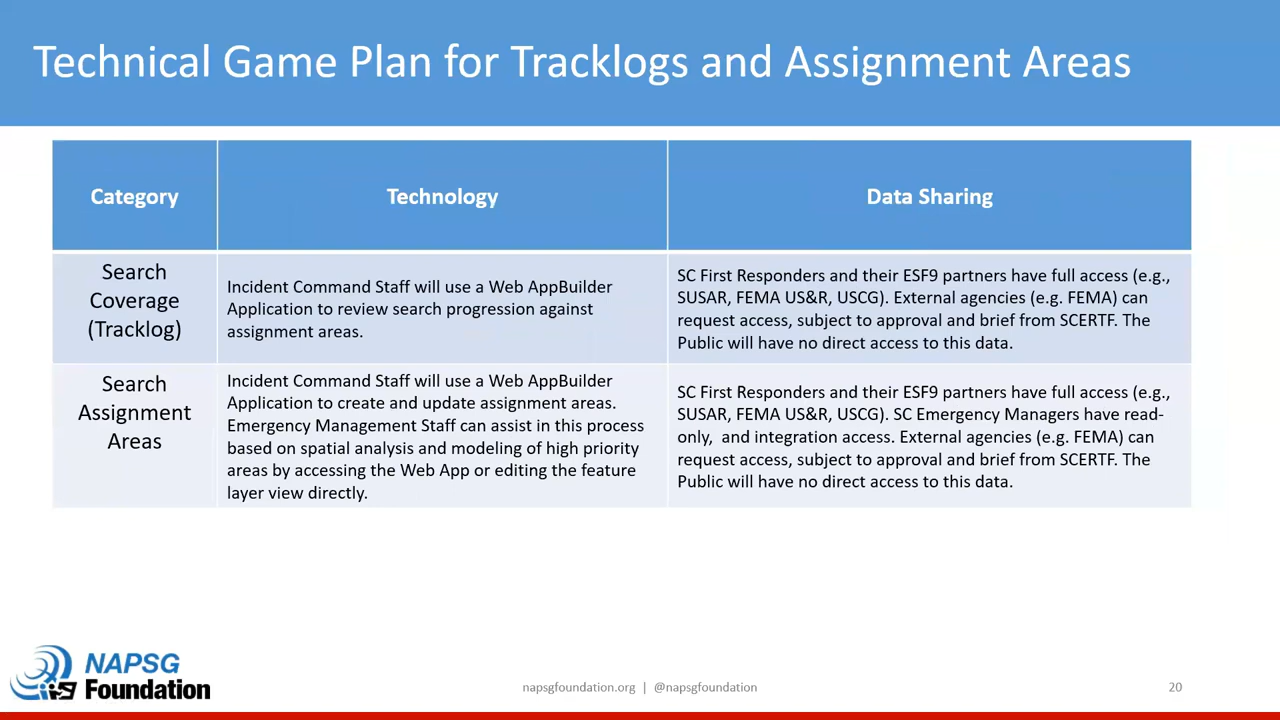 Technical Game Plan for Tracklogs and Assignment Areas
Category
Technology
Data Sharing
Search
Coverage
(Tracklog)
Incident Command Staff will use a Web AppBuilder
Application to review search progression against
assignment areas.
SC First Responders and their ESF9 partners have full access (e.g.,
SUSAR, FEMA US&R, USCG). External agencies (e.g. FEMA) can
request access, subject to approval and brief from SCERTF. The
Public will have no direct access to this data.
Search
Assignment
Areas
Incident Command Staff will use a Web AppBuilder
Application to create and update assignment areas.
Emergency Management Staff can assist in this process
based on spatial analysis and modeling of high priority
areas by accessing the Web App or editing the feature
layer view directly.
SC First Responders and their ESF9 partners have full access (e.g.,
SUSAR, FEMA US&R, USCG). SC Emergency Managers have read-
only,  and integration access. External agencies (e.g. FEMA) can
request access, subject to approval and brief from SCERTF. The
Public will have no direct access to this data.
NAPSG
Foundation
napsgfoundation.org | @napsgfoundation
20